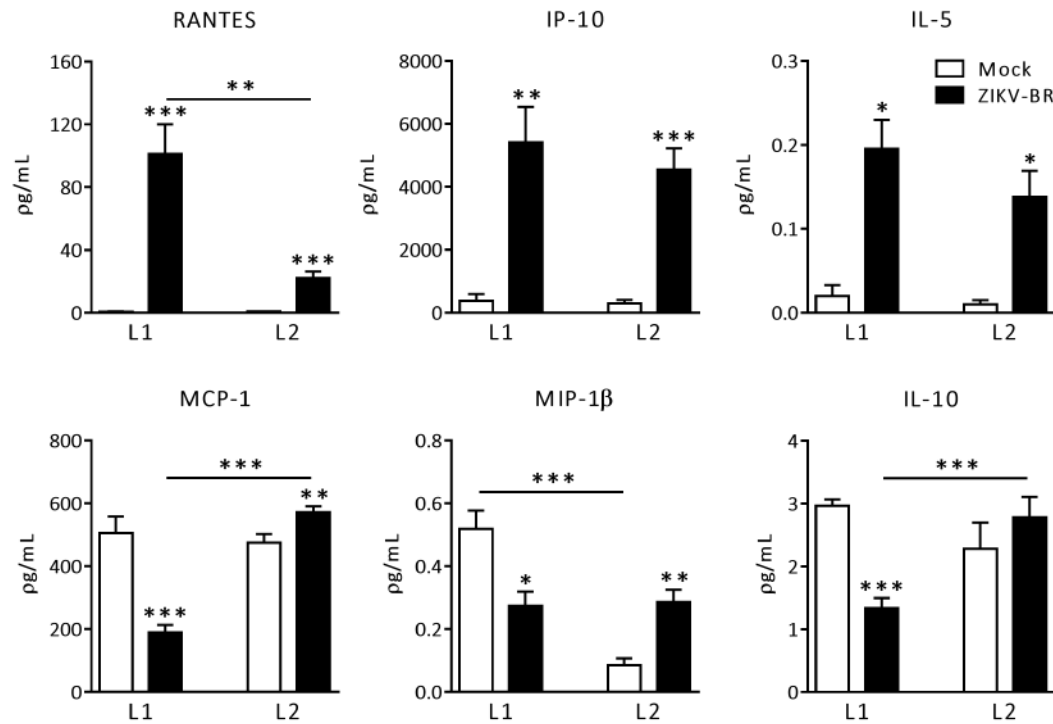 RANTES
160
120
80
40
0
ρg/mL
***
**
***
L1
L2
IP-10
8000
6000
4000
2000
0
ρg/mL
**
***
L1
L2
IL-5
0.3
0.2
0.1
0.0
ρg/mL
Mock
ZIKV-BR
*
*
L1
L2
MCP-1
800
600
400
200
0
ρg/mL
***
***
**
L1
L2
MIP-1β
0.8
0.6
0.4
0.2
0.0
ρg/mL
***
*
**
L1
L2
IL-10
4
3
2
1
0
ρg/mL
***
***
L1
L2